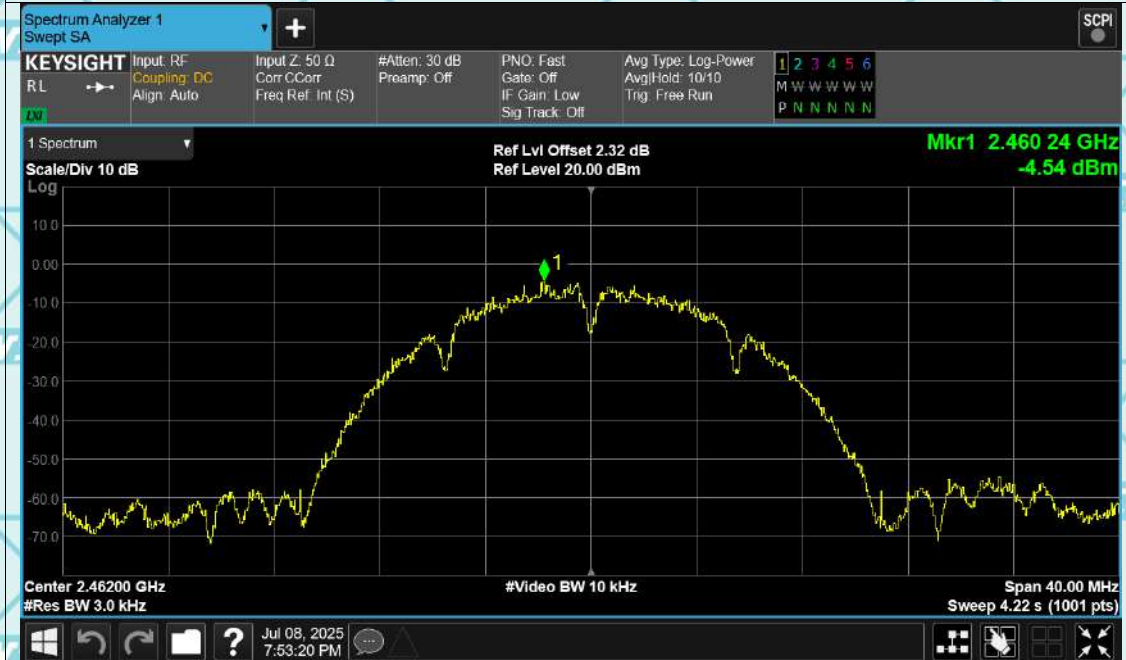 Spectrum Analyzer 1
Swept SA
+
SCPI
KEYSIGHT
RL
LXI
Input: RF
Coupling: DC
Align: Auto
Input Z: 50 Ω
Corr CCorr
Freq Ref: Int (S)
#Atten: 30 dB
Preamp: Off
PNO: Fast
Gate: Off
IF Gain: Low
Sig Track: Off
Avg Type: Log-Power
Avg|Hold: 10/10
Trig: Free Run
1 2 3 4 5 6
M W W W W W
P N N N N N
1 Spectrum
Scale/Div 10 dB
Log
Ref Lvl Offset 2.32 dB
Ref Level 20.00 dBm
Mkr1 2.460 24 GHz
-4.54 dBm
10.0
0.00
-10.0
-20.0
-30.0
-40.0
-50.0
-60.0
-70.0
1
Center 2.46200 GHz
#Res BW 3.0 kHz
#Video BW 10 kHz
Span 40.00 MHz
Sweep 4.22 s (1001 pts)
?
Jul 08, 2025
7:53:20 PM